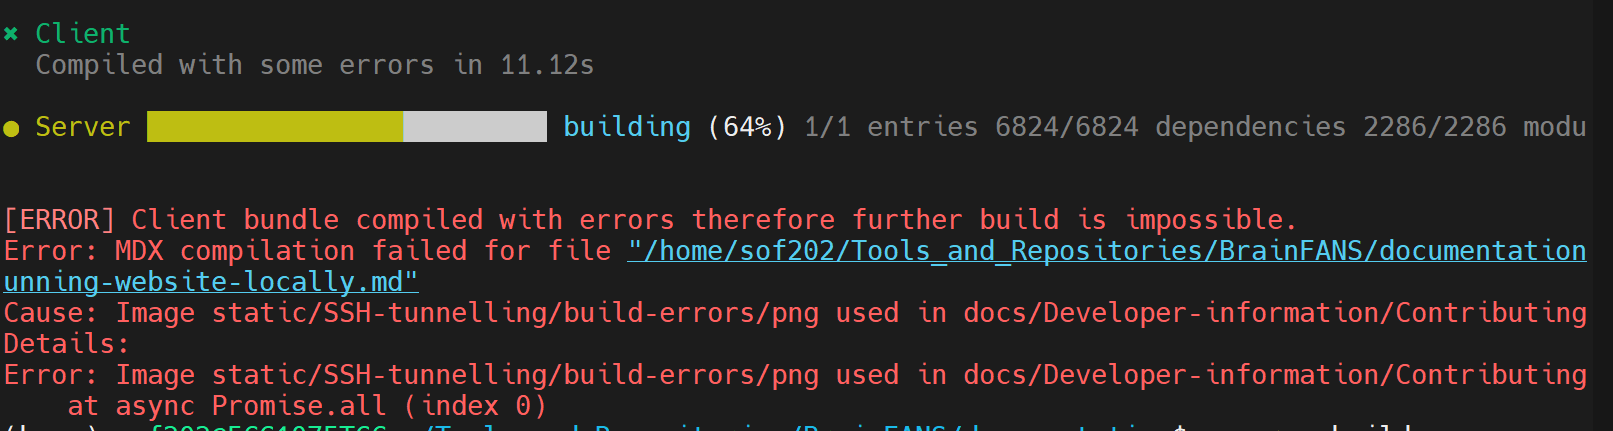 ✖ Client
Compiled with some errors in 11.12s
● Server building (64%) 1/1 entries 6824/6824 dependencies 2286/2286 modu
[ERROR] Client bundle compiled with errors therefore further build is impossible.
Error: MDX compilation failed for file "/home/sof202/Tools_and_Repositories/BrainFANS/documentation
unning-website-locally.md"
Cause: Image static/SSH-tunnelling/build-errors/png used in docs/Developer-information/Contributing
Details:
Error: Image static/SSH-tunnelling/build-errors/png used in docs/Developer-information/Contributing
at async Promise.all (index 0)